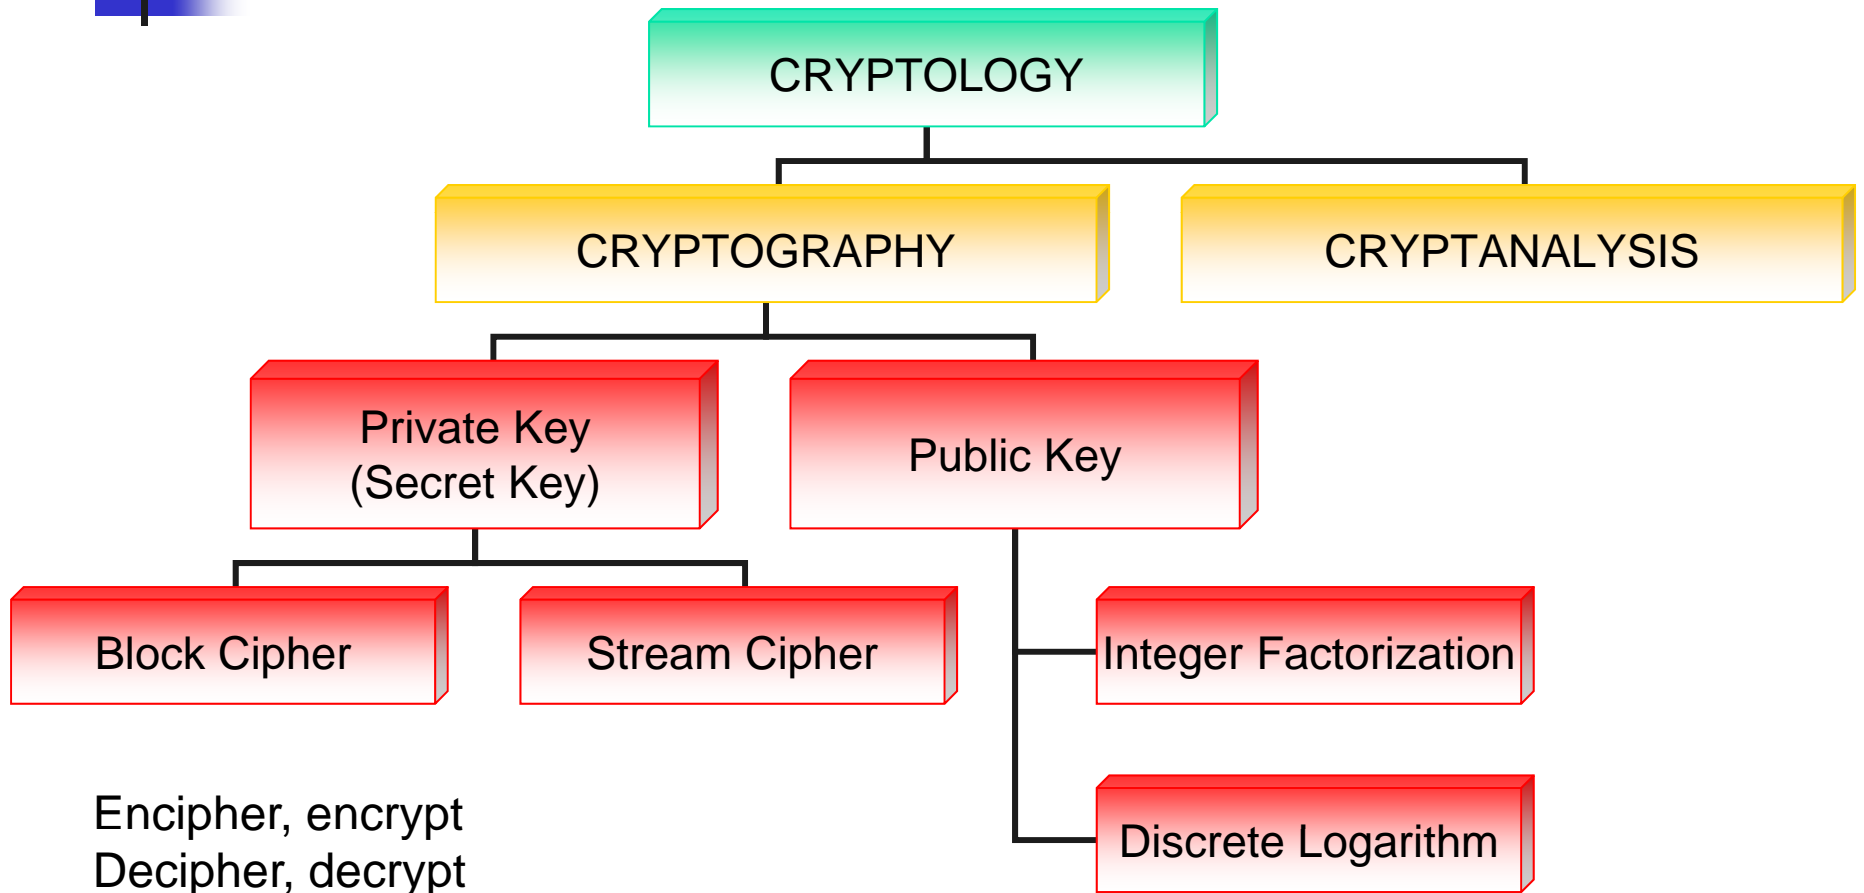 CRYPTOLOGY
CRYPTOGRAPHY
CRYPTANALYSIS
Private Key
(Secret Key)
Public Key
Block Cipher
Stream Cipher
Integer Factorization
Discrete Logarithm
Encipher, encrypt
Decipher, decrypt